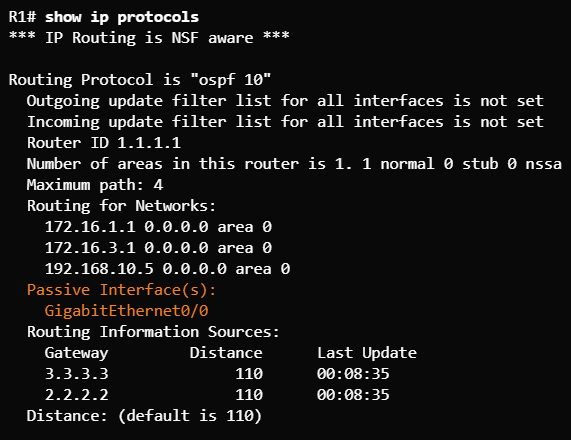 R1# show ip protocols
*** IP Routing is NSF aware ***
Routing Protocol is "ospf 10"
Outgoing update filter list for all interfaces is not set
Incoming update filter list for all interfaces is not set
Router ID 1.1.1.1
Number of areas in this router is 1. 1 normal 0 stub 0 nssa
Maximum path: 4
Routing for Networks:
172.16.1.1 0.0.0.0 area 0
172.16.3.1 0.0.0.0 area 0
192.168.10.5 0.0.0.0 area 0
Passive Interface(s):
GigabitEthernet0/0
Routing Information Sources:
Gateway Distance Last Update
3.3.3.3 110 00:08:35
2.2.2.2 110 00:08:35
Distance: (default is 110)